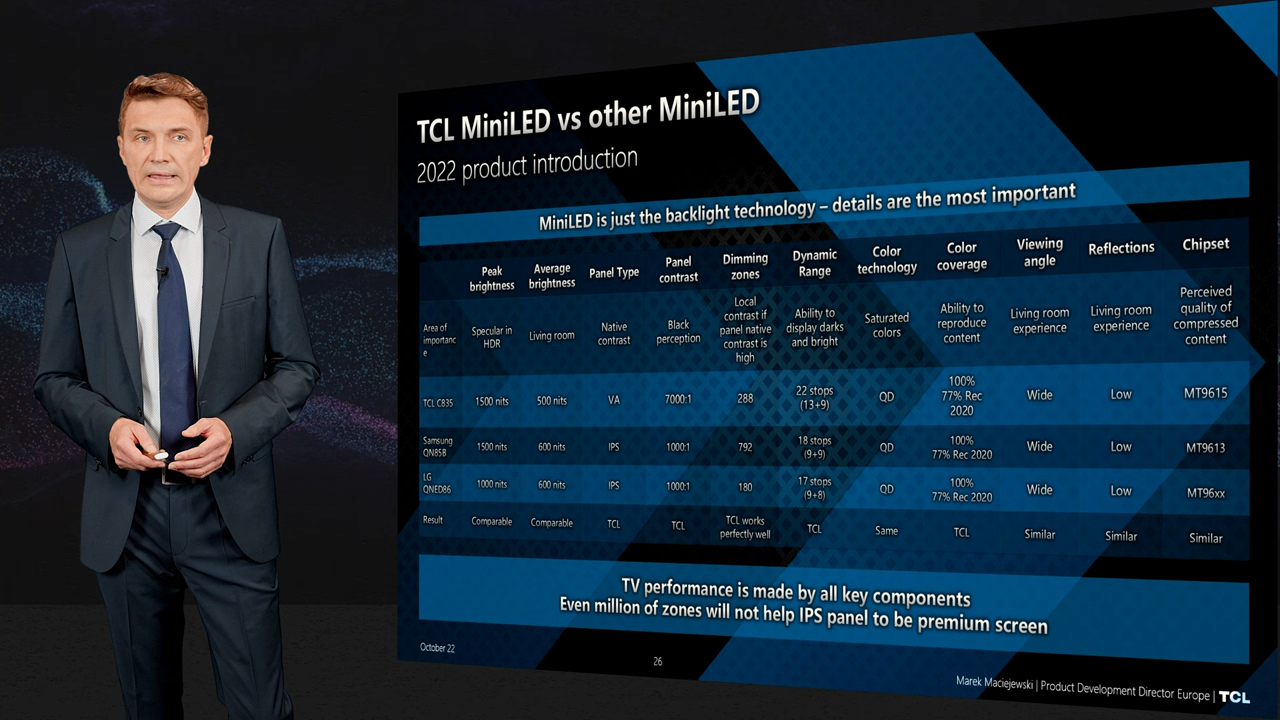 TCL MiniLED vs other MiniLED
2022 product introduction
MiniLED is just the backlight technology – details are the most important
Peak brightness Average brightness Panel Type Panel contrast Dimming zones Dynamic Range Color technology Color coverage Viewing angle Reflections Chipset
Area of importance Specular in HDR Living room Native contrast Black perception Local contrast if panel native contrast is high Ability to display darks and bright Saturated colors Ability to reproduce content Living room experience Living room experience Perceived quality of compressed content
TCL C835 1500 nits 500 nits VA 7000:1 288 22 stops (13+9) QD 100% 77% Rec 2020 Wide Low MT9615
Samsung QN85B 1500 nits 600 nits IPS 1000:1 792 18 stops (9+9) QD 100% 77% Rec 2020 Wide Low MT9613
LG QNED86 1000 nits 600 nits IPS 1000:1 180 17 stops (9+8) QD 100% 77% Rec 2020 Wide Low MT96xx
Result Comparable Comparable TCL TCL TCL works perfectly well TCL Same TCL Similar Similar Similar
TV performance is made by all key components
Even million of zones will not help IPS panel to be premium screen
October 22
26
Marek Maciejewski | Product Development Director Europe | TCL